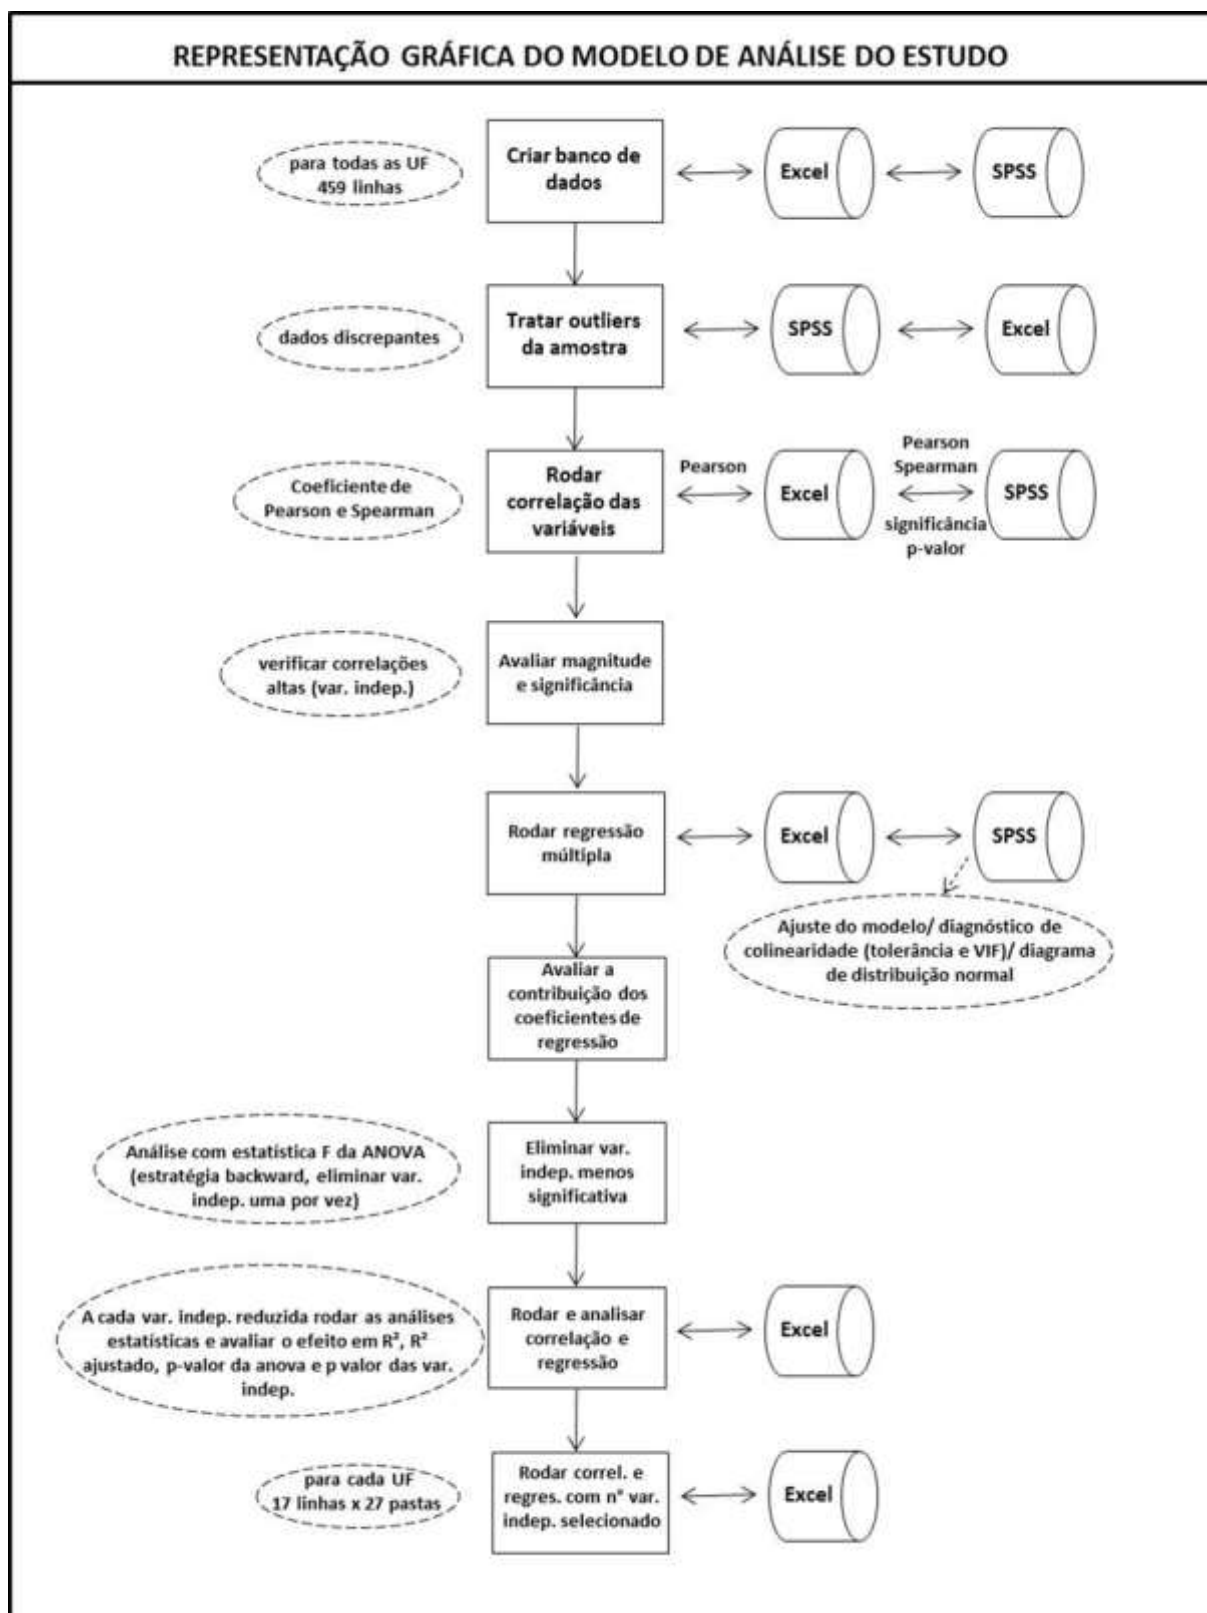 REPRESENTAÇÃO GRÁFICA DO MODELO DE ANÁLISE DO ESTUDO
para todas as UF
459 linhas
Criar banco de
dados
Excel
SPSS
dados discrepantes
Tratar outliers
da amostra
SPSS
Excel
Coeficiente de
Pearson e Spearman
Rodar
correlação das
variáveis
Pearson
Excel
Pearson
Spearman
significância
p-valor
SPSS
verificar correlações
altas (var. indep.)
Avaliar magnitude
e significância
Rodar regressão
múltipla
Excel
SPSS
Ajuste do modelo/ diagnóstico de
colinearidade (tolerância e VIF)/ diagrama
de distribuição normal
Avaliar a
contribuição dos
coeficientes de
regressão
Análise com estatística F da ANOVA
(estratégia backward, eliminar var.
indep. uma por vez)
Eliminar var.
indep. menos
significativa
A cada var. indep. reduzida rodar as análises
estatísticas e avaliar o efeito em R², R²
ajustado, p-valor da anova e p valor das var.
indep.
Rodar e analisar
correlação e
regressão
Excel
para cada UF
17 linhas x 27 pastas
Rodar correl. e
regres. com n° var.
indep. selecionado
Excel